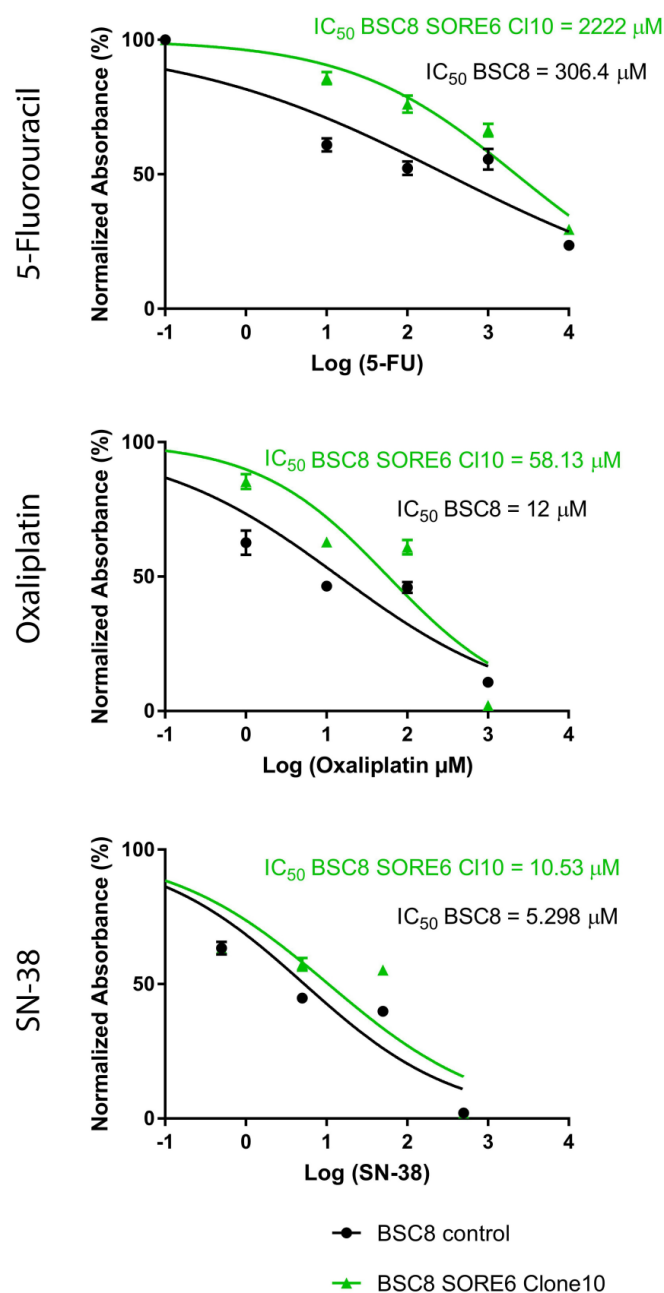 5-Fluorouracil
Normalized Absorbance (%)
IC50 BSC8 SORE6 Cl10 = 2222 µM
IC50 BSC8 = 306.4 µM
100
50
0
-1 0 1 2 3 4
Log (5-FU)
Oxaliplatin
Normalized Absorbance (%)
IC50 BSC8 SORE6 Cl10 = 58.13 µM
IC50 BSC8 = 12 µM
100
50
0
-1 0 1 2 3 4
Log (Oxaliplatin µM)
SN-38
Normalized Absorbance (%)
IC50 BSC8 SORE6 Cl10 = 10.53 µM
IC50 BSC8 = 5.298 µM
100
50
0
-1 0 1 2 3 4
Log (SN-38)
BSC8 control
BSC8 SORE6 Clone10